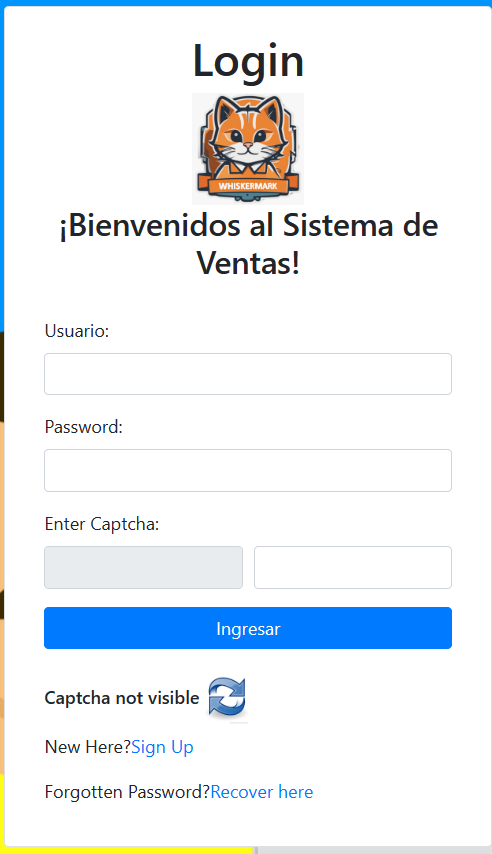 Login
WHISKERMARK
¡Bienvenidos al Sistema de
Ventas!
Usuario:
Password:
Enter Captcha:
Ingresar
Captcha not visible
New Here?Sign Up
Forgotten Password?Recover here